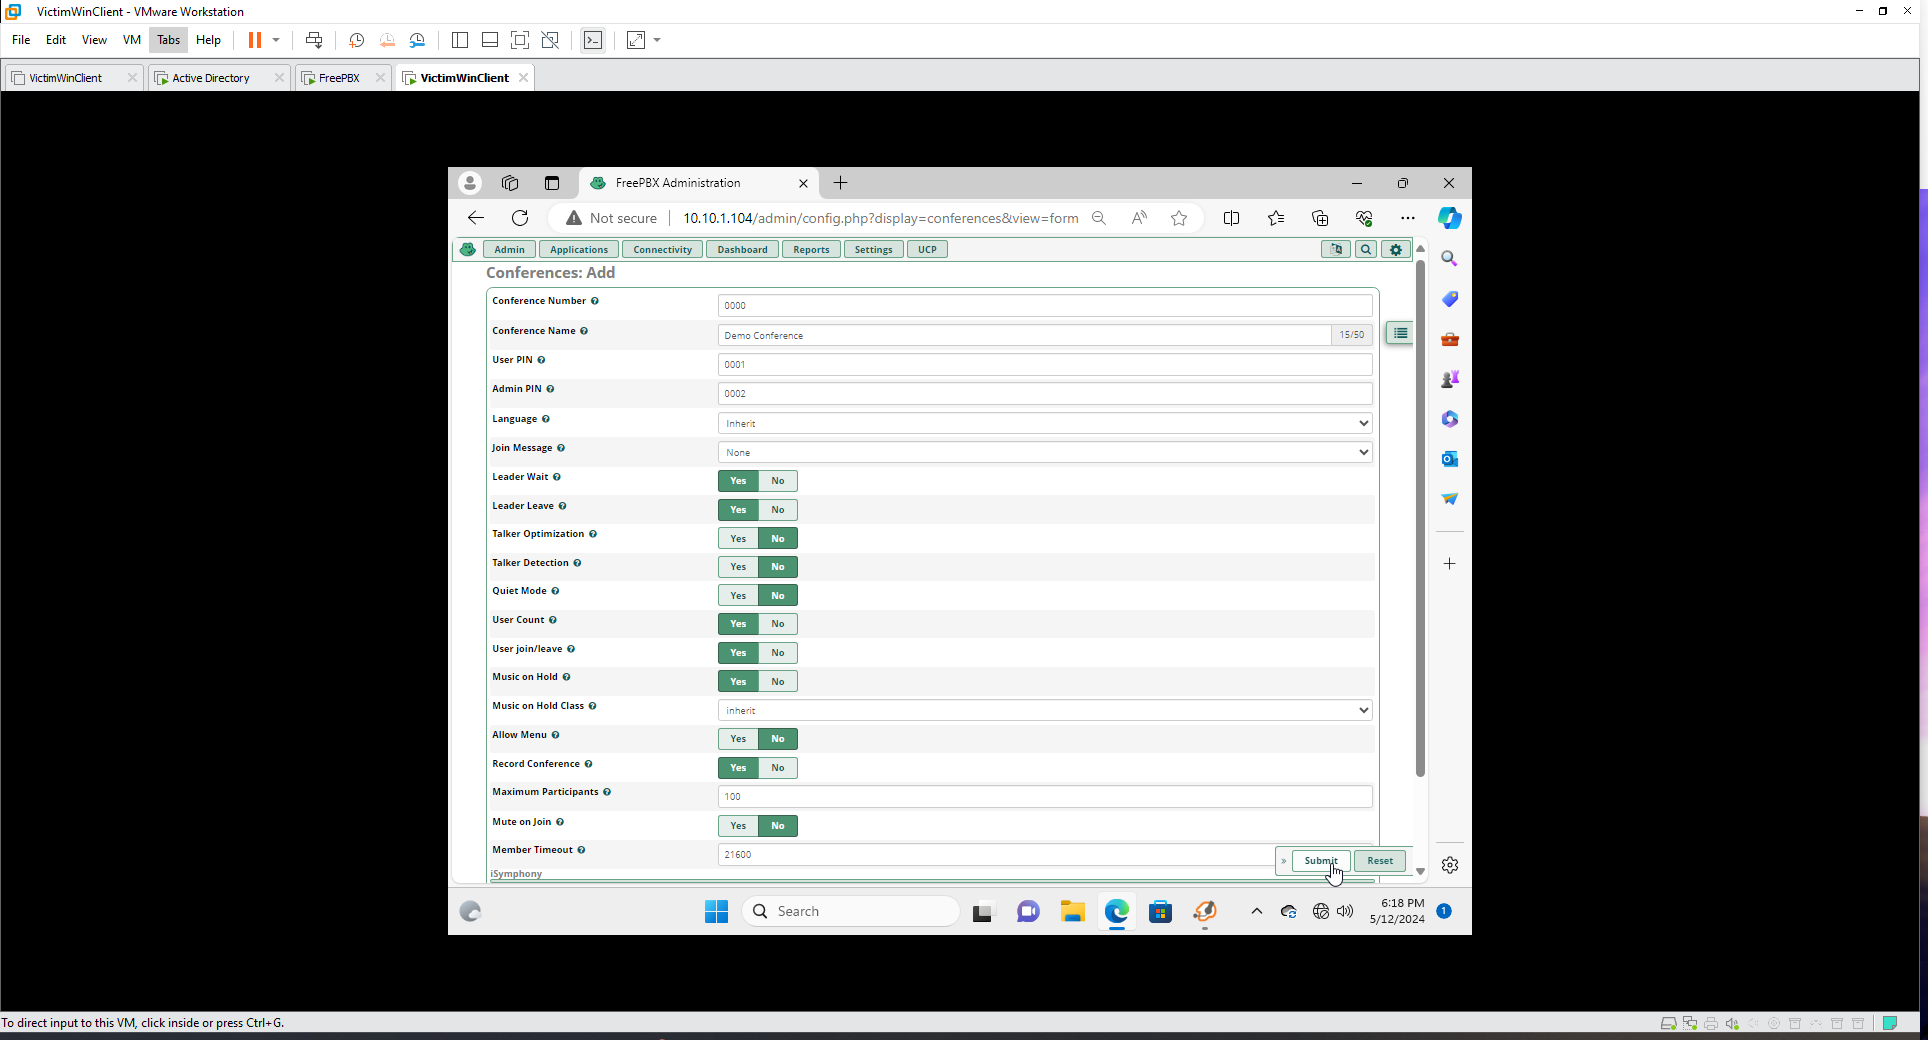 VictimWinClient - VMware Workstation
File Edit View VM Tabs Help
VictimWinClient Active Directory FreePBX VictimWinClient
FreePBX Administration
Not secure 10.10.1.104/admin/config.php?display=conferences&view=form
Admin Applications Connectivity Dashboard Reports Settings UCP
Conferences: Add
Conference Number 0000
Conference Name Demo Conference 15/50
User PIN 0001
Admin PIN 0002
Language Inherit
Join Message None
Leader Wait Yes No
Leader Leave Yes No
Talker Optimization Yes No
Talker Detection Yes No
Quiet Mode Yes No
User Count Yes No
User join/leave Yes No
Music on Hold Yes No
Music on Hold Class inherit
Allow Menu Yes No
Record Conference Yes No
Maximum Participants 100
Mute on Join Yes No
Member Timeout 21600
» Submit Reset
iSymphony
Search
6:18 PM
5/12/2024
1
To direct input to this VM, click inside or press Ctrl+G.